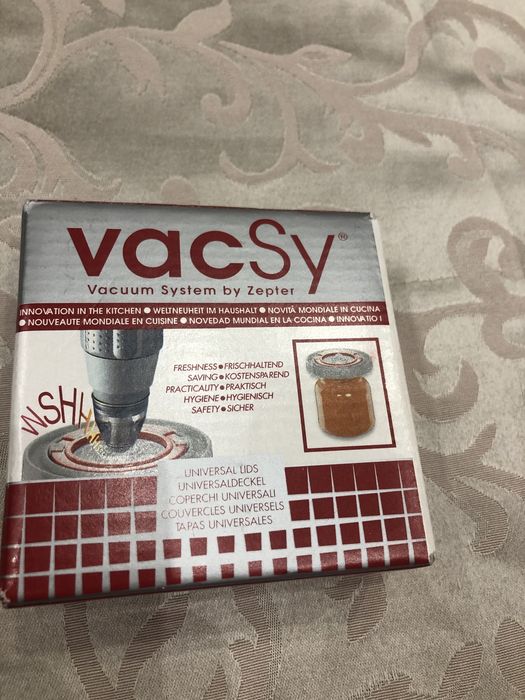 vacSy®
Vacuum System by Zepter
INNOVATION IN THE KITCHEN ● WELTNEUHEIT IM HAUSHALT ● NOVITÀ MONDIALE IN CUCINA
● NOUVEAUTE MONDIALE EN CUISINE ● NOVEDAD MUNDIAL EN LA COCINA ● INNOVATIO
FRESHNESS ● FRISCHHALTEND
SAVING ● KOSTENSPAREND
PRACTICALITY ● PRAKTISCH
HYGIENE ● HYGIENISCH
SAFETY ● SICHER
WSHH
UNIVERSAL LIDS
UNIVERSALDECKEL
COPERCHI UNIVERSALI
COUVERCLES UNIVERSELS
TAPAS UNIVERSALES